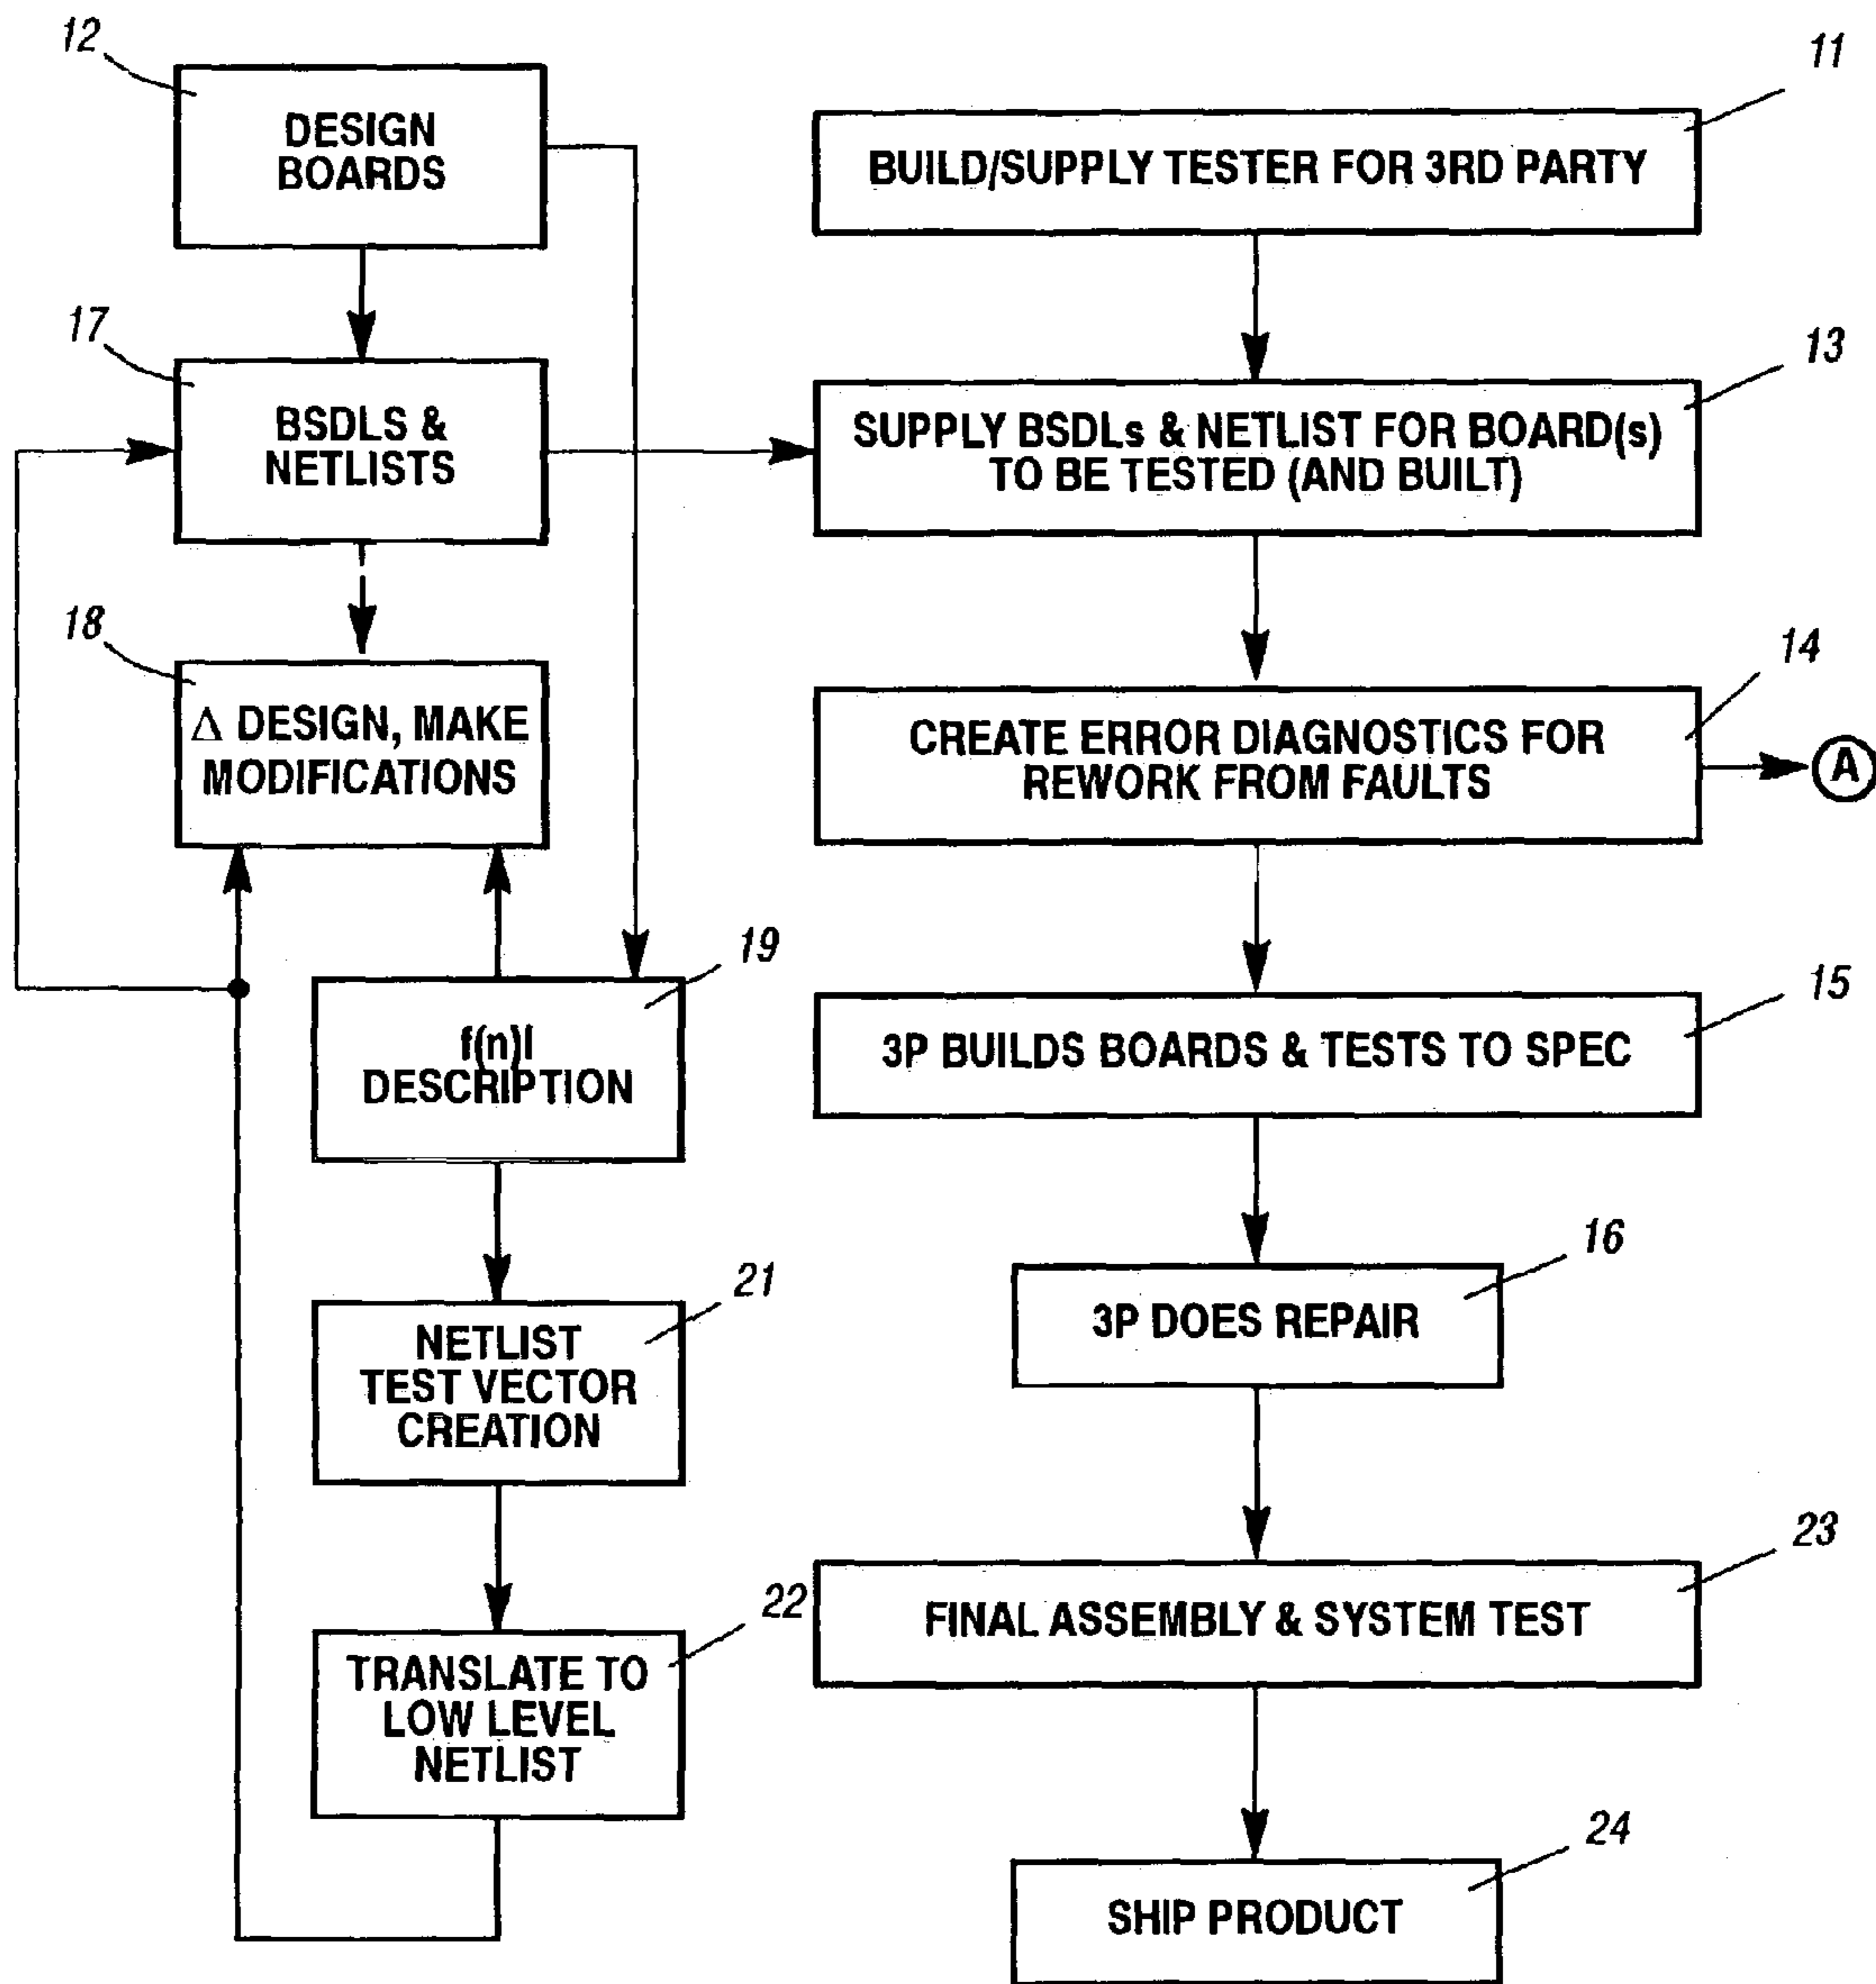 12
DESIGN
BOARDS
17
BSDLS &
NETLISTS
18
Δ DESIGN, MAKE
MODIFICATIONS
19
f(n)l
DESCRIPTION
21
NETLIST
TEST VECTOR
CREATION
22
TRANSLATE TO
LOW LEVEL
NETLIST
11
BUILD/SUPPLY TESTER FOR 3RD PARTY
13
SUPPLY BSDLs & NETLIST FOR BOARD(s)
TO BE TESTED (AND BUILT)
14
CREATE ERROR DIAGNOSTICS FOR
REWORK FROM FAULTS
A
15
3P BUILDS BOARDS & TESTS TO SPEC
16
3P DOES REPAIR
23
FINAL ASSEMBLY & SYSTEM TEST
24
SHIP PRODUCT